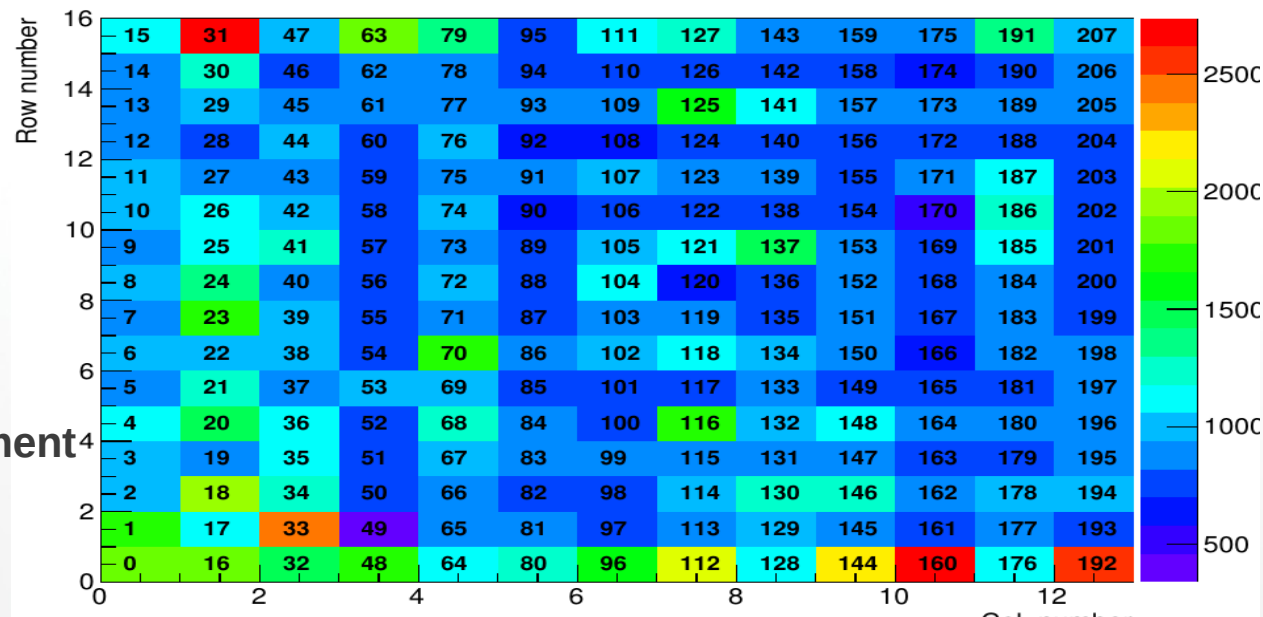 16 15 31 47 63 79 95 111 127 143 159 175 191 207
14 30 46 62 78 94 110 126 142 158 174 190 206 2500
14 13 29 45 61 77 93 109 125 141 157 173 189 205
12 28 44 60 76 92 108 124 140 156 172 188 204
12 11 27 43 59 75 91 107 123 139 155 171 187 203 2000
10 26 42 58 74 90 106 122 138 154 170 186 202
10 9 25 41 57 73 89 105 121 137 153 169 185 201
8 24 40 56 72 88 104 120 136 152 168 184 200
8 7 23 39 55 71 87 103 119 135 151 167 183 199 1500
6 22 38 54 70 86 102 118 134 150 166 182 198
6 5 21 37 53 69 85 101 117 133 149 165 181 197
4 20 36 52 68 84 100 116 132 148 164 180 196 1000
ment 4 3 19 35 51 67 83 99 115 131 147 163 179 195
2 18 34 50 66 82 98 114 130 146 162 178 194
2 1 17 33 49 65 81 97 113 129 145 161 177 193
0 0 16 32 48 64 80 96 112 128 144 160 176 192 500
0 2 4 6 8 10 12
Row number